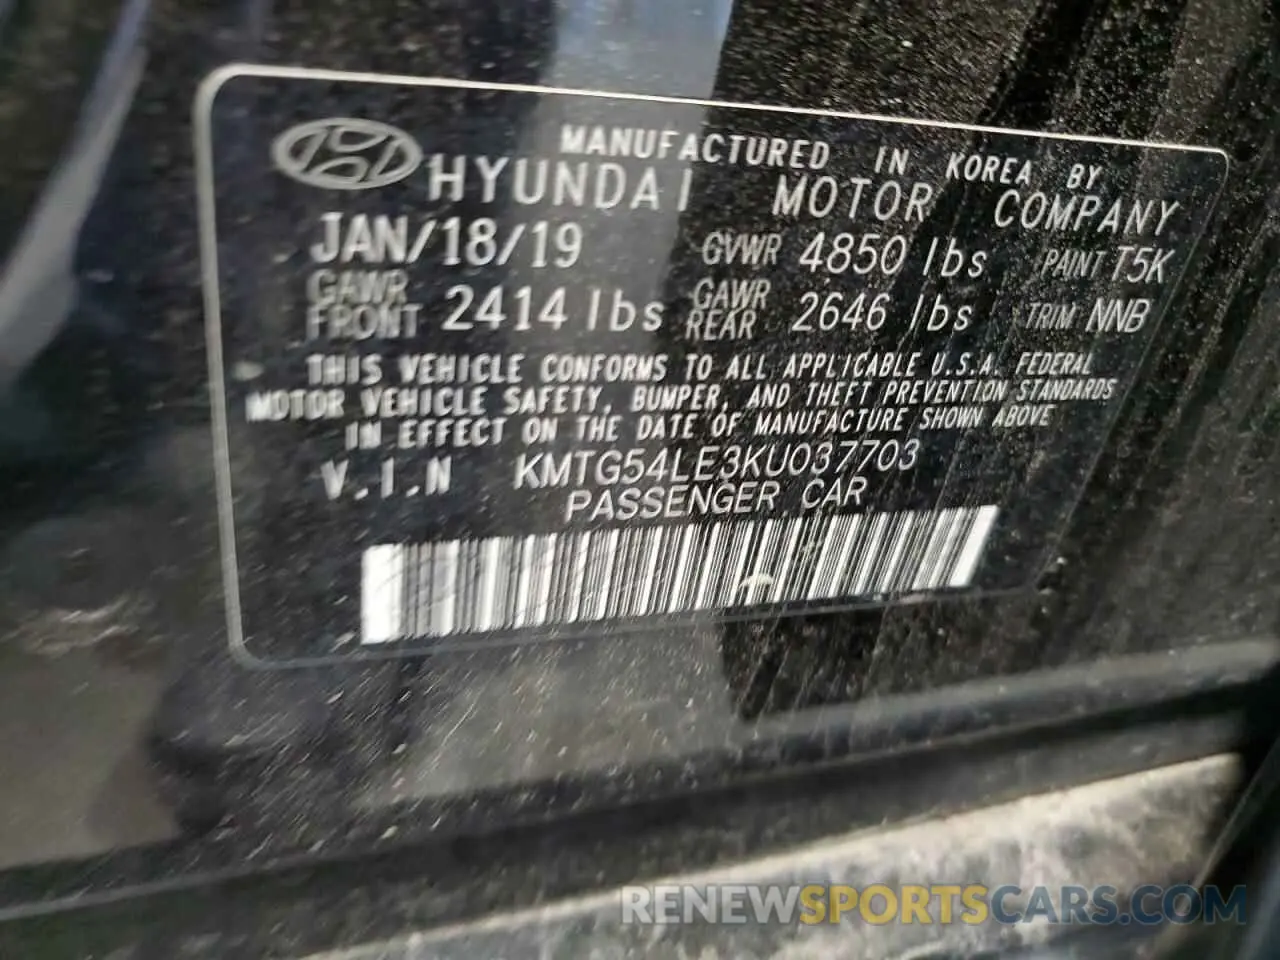 MANUFACTURED IN KOREA BY
HYUNDAI MOTOR COMPANY
JAN/18/19 GVWR 4850 lbs PAINT T5K
GAWR FRONT 2414 lbs GAWR REAR 2646 lbs TRIM NNB
THIS VEHICLE CONFORMS TO ALL APPLICABLE U.S.A. FEDERAL
MOTOR VEHICLE SAFETY, BUMPER, AND THEFT PREVENTION STANDARDS
IN EFFECT ON THE DATE OF MANUFACTURE SHOWN ABOVE
V.I.N KMTG54LE3KU037703
PASSENGER CAR
RENEWSPORTSCARS.COM